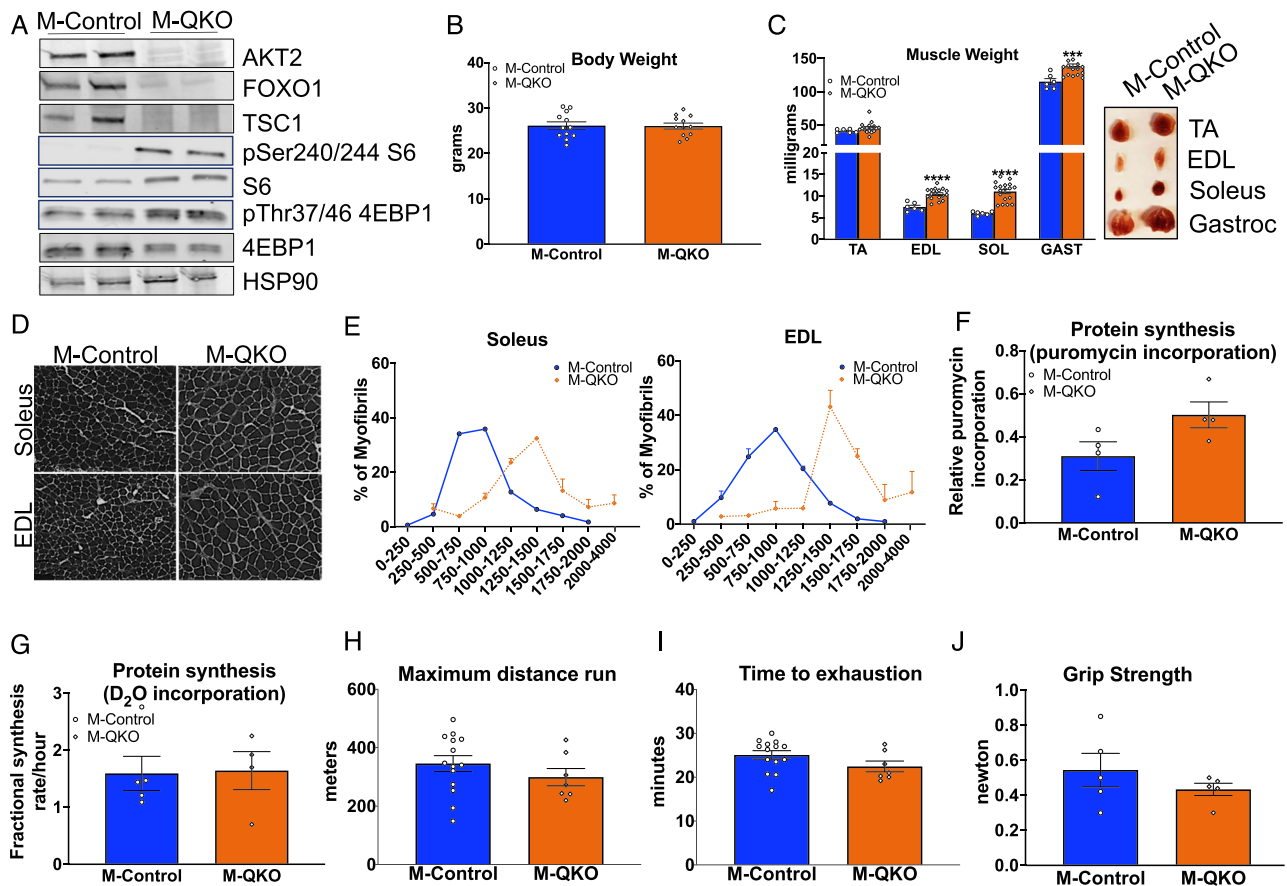 A
M-Control M-QKO
AKT2
FOXO1
TSC1
pSer240/244 S6
S6
pThr37/46 4EBP1
4EBP1
HSP90
B
Body Weight
M-Control
M-QKO
grams
40
30
20
10
0
M-Control M-QKO
C
Muscle Weight
M-Control
M-QKO
milligrams
150
100
50
20
15
10
5
0
****
****
***
TA EDL SOL GAST
M-Control
M-QKO
TA
EDL
Soleus
Gastroc
D
M-Control M-QKO
Soleus
EDL
E
Soleus
M-Control
M-QKO
% of Myofibrils
60
40
20
0
0-250
250-500
500-750
750-1000
1000-1250
1250-1500
1500-1750
1750-2000
2000-4000
EDL
M-Control
M-QKO
% of Myofibrils
60
40
20
0
0-250
250-500
500-750
750-1000
1000-1250
1250-1500
1500-1750
1750-2000
2000-4000
F
Protein synthesis
(puromycin incorporation)
M-Control
M-QKO
Relative puromycin
incorporation
0.8
0.6
0.4
0.2
0.0
M-Control M-QKO
G
Protein synthesis
(D₂O incorporation)
M-Control
M-QKO
Fractional synthesis
rate/hour
3
2
1
0
M-Control M-QKO
H
Maximum distance run
meters
600
400
200
0
M-Control M-QKO
I
Time to exhaustion
minutes
40
30
20
10
0
M-Control M-QKO
J
Grip Strength
newton
1.0
0.8
0.6
0.4
0.2
0.0
M-Control M-QKO